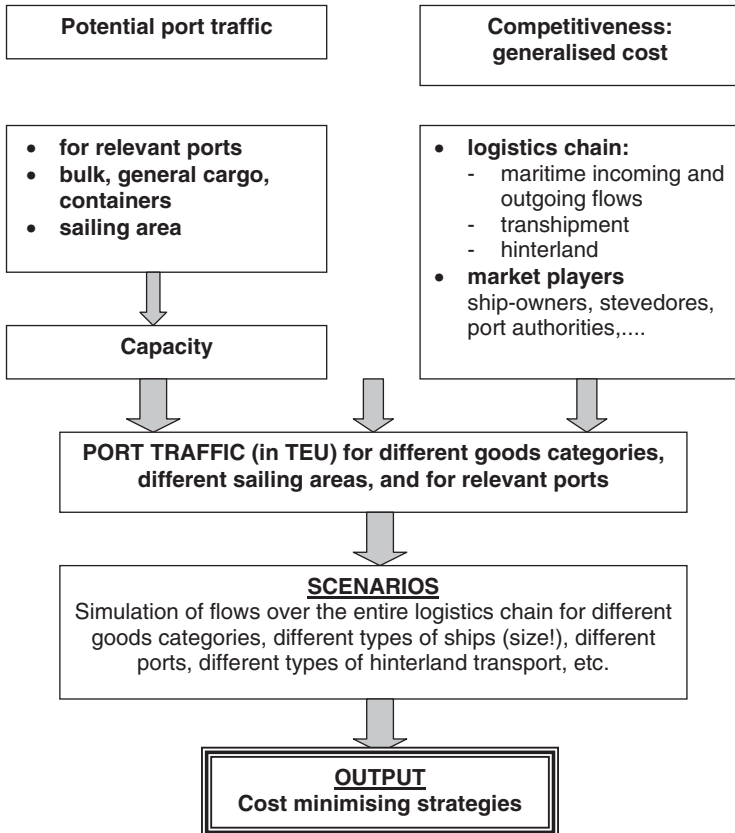 Potential port traffic
Competitiveness:
generalised cost
• for relevant ports
• bulk, general cargo,
containers
• sailing area
Capacity
• logistics chain:
- maritime incoming and
outgoing flows
- transhipment
- hinterland
• market players
ship-owners, stevedores,
port authorities,....
PORT TRAFFIC (in TEU) for different goods categories,
different sailing areas, and for relevant ports
SCENARIOS
Simulation of flows over the entire logistics chain for different
goods categories, different types of ships (size!), different
ports, different types of hinterland transport, etc.
OUTPUT
Cost minimising strategies